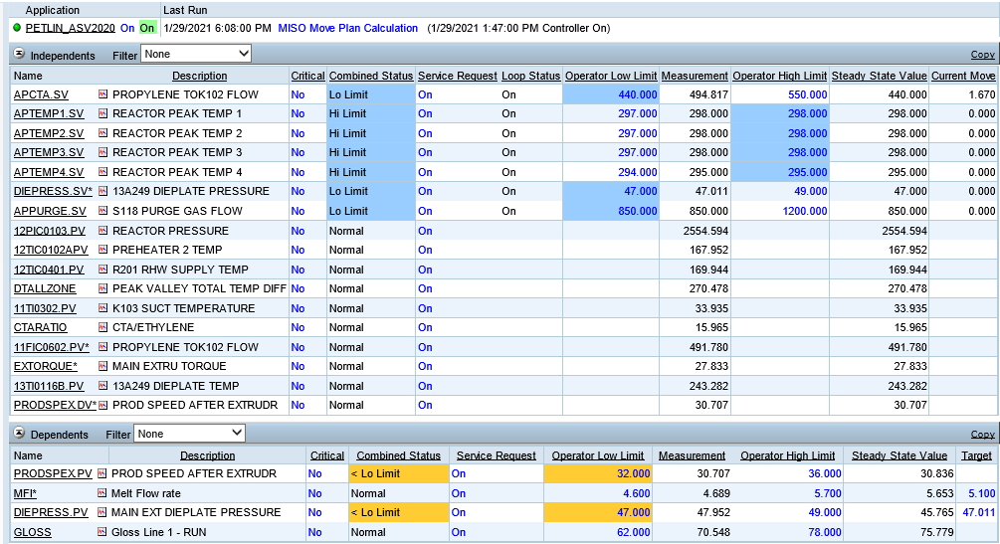 Application Last Run
PETLIN_ASV2020 On On 1/29/2021 6:08:00 PM MISO Move Plan Calculation (1/29/2021 1:47:00 PM Controller On)
Independents Filter None Copy
Name Description Critical Combined Status Service Request Loop Status Operator Low Limit Measurement Operator High Limit Steady State Value Current Move
APCTA.SV PROPYLENE TOK102 FLOW No Lo Limit On On 440.000 494.817 550.000 440.000 1.670
APTEMP1.SV REACTOR PEAK TEMP 1 No Hi Limit On 297.000 298.000 298.000 298.000 0.000
APTEMP2.SV REACTOR PEAK TEMP 2 No Hi Limit On On 297.000 298.000 298.000 298.000 0.000
APTEMP3.SV REACTOR PEAK TEMP 3 No Hi Limit On On 297.000 298.000 298.000 298.000 0.000
APTEMP4.SV REACTOR PEAK TEMP 4 No Hi Limit On On 294.000 295.000 295.000 295.000 0.000
DIEPRESS.SV* 13A249 DIEPLATE PRESSURE No Lo Limit On 47.000 47.011 49.000 47.000 0.000
APPURGE.SV S118 PURGE GAS FLOW No Lo Limit On On 850.000 850.000 1200.000 850.000 0.000
12PIC0103.PV REACTOR PRESSURE No Normal On 2554.594 2554.594
12TIC0102APV PREHEATER 2 TEMP No Normal On 167.952 167.952
12TIC0401.PV R201 RHW SUPPLY TEMP No Normal On 169.944 169.944
DTALLZONE PEAK VALLEY TOTAL TEMP DIFF No Normal On 270.478 270.478
11TI0302.PV K103 SUCT TEMPERATURE No Normal On 33.935 33.935
CTARATIO CTA/ETHYLENE No Normal On 15.965 15.965
11FIC0602.PV* PROPYLENE TOK102 FLOW No Normal On 491.780 491.780
EXTORQUE* MAIN EXTRU TORQUE No Normal On 27.833 27.833
13TI0116B.PV 13A249 DIEPLATE TEMP No Normal On 243.282 243.282
PRODSPEX.DV* PROD SPEED AFTER EXTRUDR No Normal On 30.707 30.707
Dependents Filter None Copy
Name Description Critical Combined Status Service Request Operator Low Limit Measurement Operator High Limit Steady State Value Target
PRODSPEX.PV PROD SPEED AFTER EXTRUDR No < Lo Limit On 32.000 30.707 36.000 30.836
MFI* Melt Flow rate No Normal On 4.600 4.689 5.700 5.653 5.100
DIEPRESS.PV MAIN EXT DIEPLATE PRESSURE No < Lo Limit On 47.000 47.952 49.000 45.765 47.011
GLOSS Gloss Line 1 - RUN No Normal On 62.000 70.548 78.000 75.779